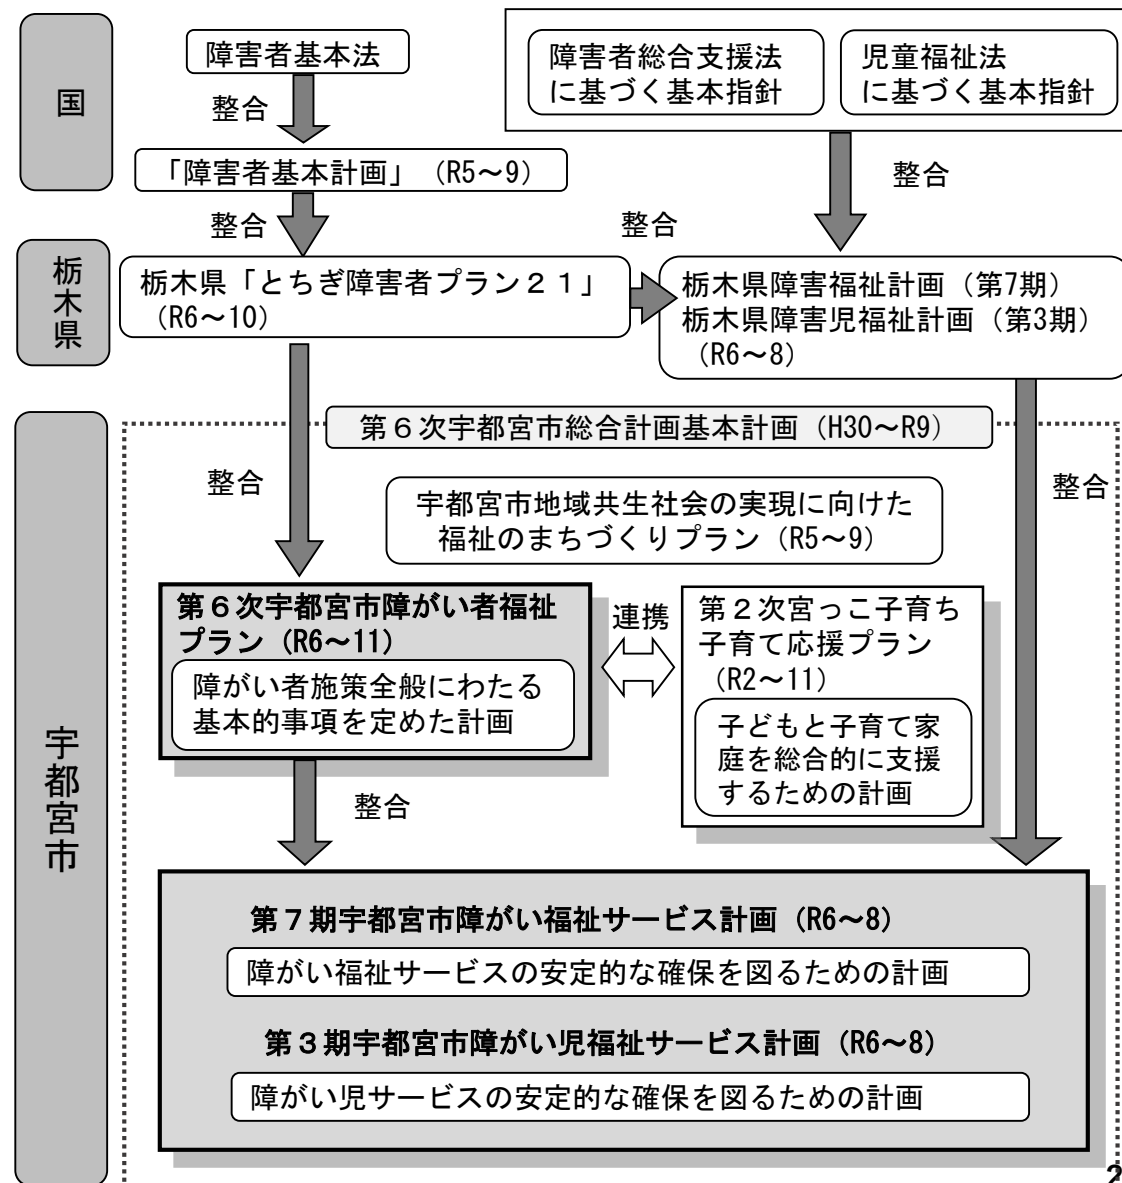 国
障害者基本法
障害者総合支援法
に基づく基本指針
児童福祉法
に基づく基本指針
整合
「障害者基本計画」（R5～9）
整合
整合
整合
栃木県
栃木県「とちぎ障害者プラン２１」
（R6～10）
栃木県障害福祉計画（第7期）
栃木県障害児福祉計画（第3期）
（R6～8）
宇都宮市
第６次宇都宮市総合計画基本計画（H30～R9）
整合
整合
宇都宮市地域共生社会の実現に向けた
福祉のまちづくりプラン（R5～9）
第６次宇都宮市障がい者福祉
プラン（R6～11）
障がい者施策全般にわたる
基本的事項を定めた計画
連携
第２次宮っこ子育ち
子育て応援プラン
（R2～11）
子どもと子育て家
庭を総合的に支援
するための計画
整合
第７期宇都宮市障がい福祉サービス計画（R6～8）
障がい福祉サービスの安定的な確保を図るための計画
第３期宇都宮市障がい児福祉サービス計画（R6～8）
障がい児サービスの安定的な確保を図るための計画
2